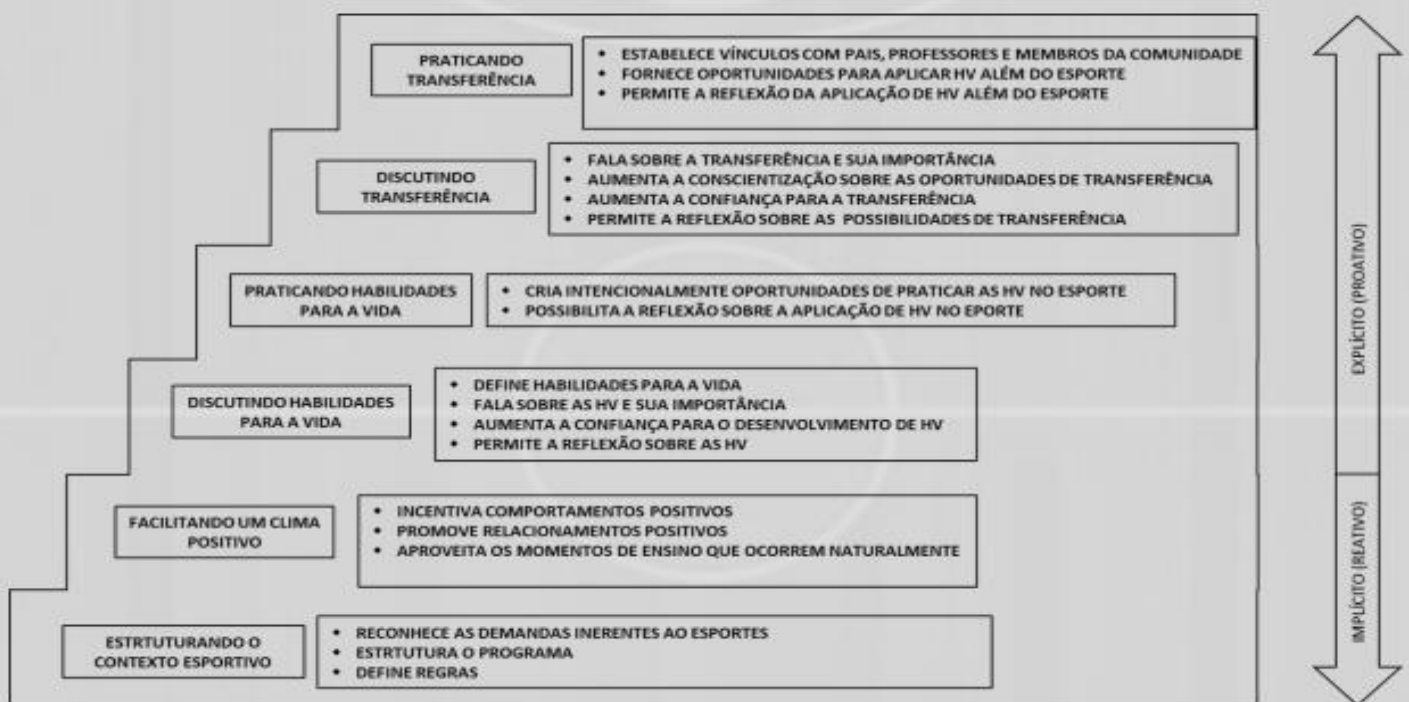 PRATICANDO
TRANSFERÊNCIA
• ESTABELECE VÍNCULOS COM PAIS, PROFESSORES E MEMBROS DA COMUNIDADE
• FORNECE OPORTUNIDADES PARA APLICAR HV ALÉM DO ESPORTE
• PERMITE A REFLEXÃO DA APLICAÇÃO DE HV ALÉM DO ESPORTE
DISCUTINDO
TRANSFERÊNCIA
• FALA SOBRE A TRANSFERÊNCIA E SUA IMPORTÂNCIA
• AUMENTA A CONSCIENTIZAÇÃO SOBRE AS OPORTUNIDADES DE TRANSFERÊNCIA
• AUMENTA A CONFIANÇA PARA A TRANSFERÊNCIA
• PERMITE A REFLEXÃO SOBRE AS POSSIBILIDADES DE TRANSFERÊNCIA
PRATICANDO HABILIDADES
PARA A VIDA
• CRIA INTENCIONALMENTE OPORTUNIDADES DE PRATICAR AS HV NO ESPORTE
• POSSIBILITA A REFLEXÃO SOBRE A APLICAÇÃO DE HV NO EPORTE
DISCUTINDO HABILIDADES
PARA A VIDA
• DEFINE HABILIDADES PARA A VIDA
• FALA SOBRE AS HV E SUA IMPORTÂNCIA
• AUMENTA A CONFIANÇA PARA O DESENVOLVIMENTO DE HV
• PERMITE A REFLEXÃO SOBRE AS HV
FACILITANDO UM CLIMA
POSITIVO
• INCENTIVA COMPORTAMENTOS POSITIVOS
• PROMOVE RELACIONAMENTOS POSITIVOS
• APROVEITA OS MOMENTOS DE ENSINO QUE OCORREM NATURALMENTE
ESTRTUTURANDO O
CONTEXTO ESPORTIVO
• RECONHECE AS DEMANDAS INERENTES AO ESPORTES
• ESTRTUTURA O PROGRAMA
• DEFINE REGRAS
EXPLÍCITO (PROATIVO)
IMPLÍCITO (REATIVO)